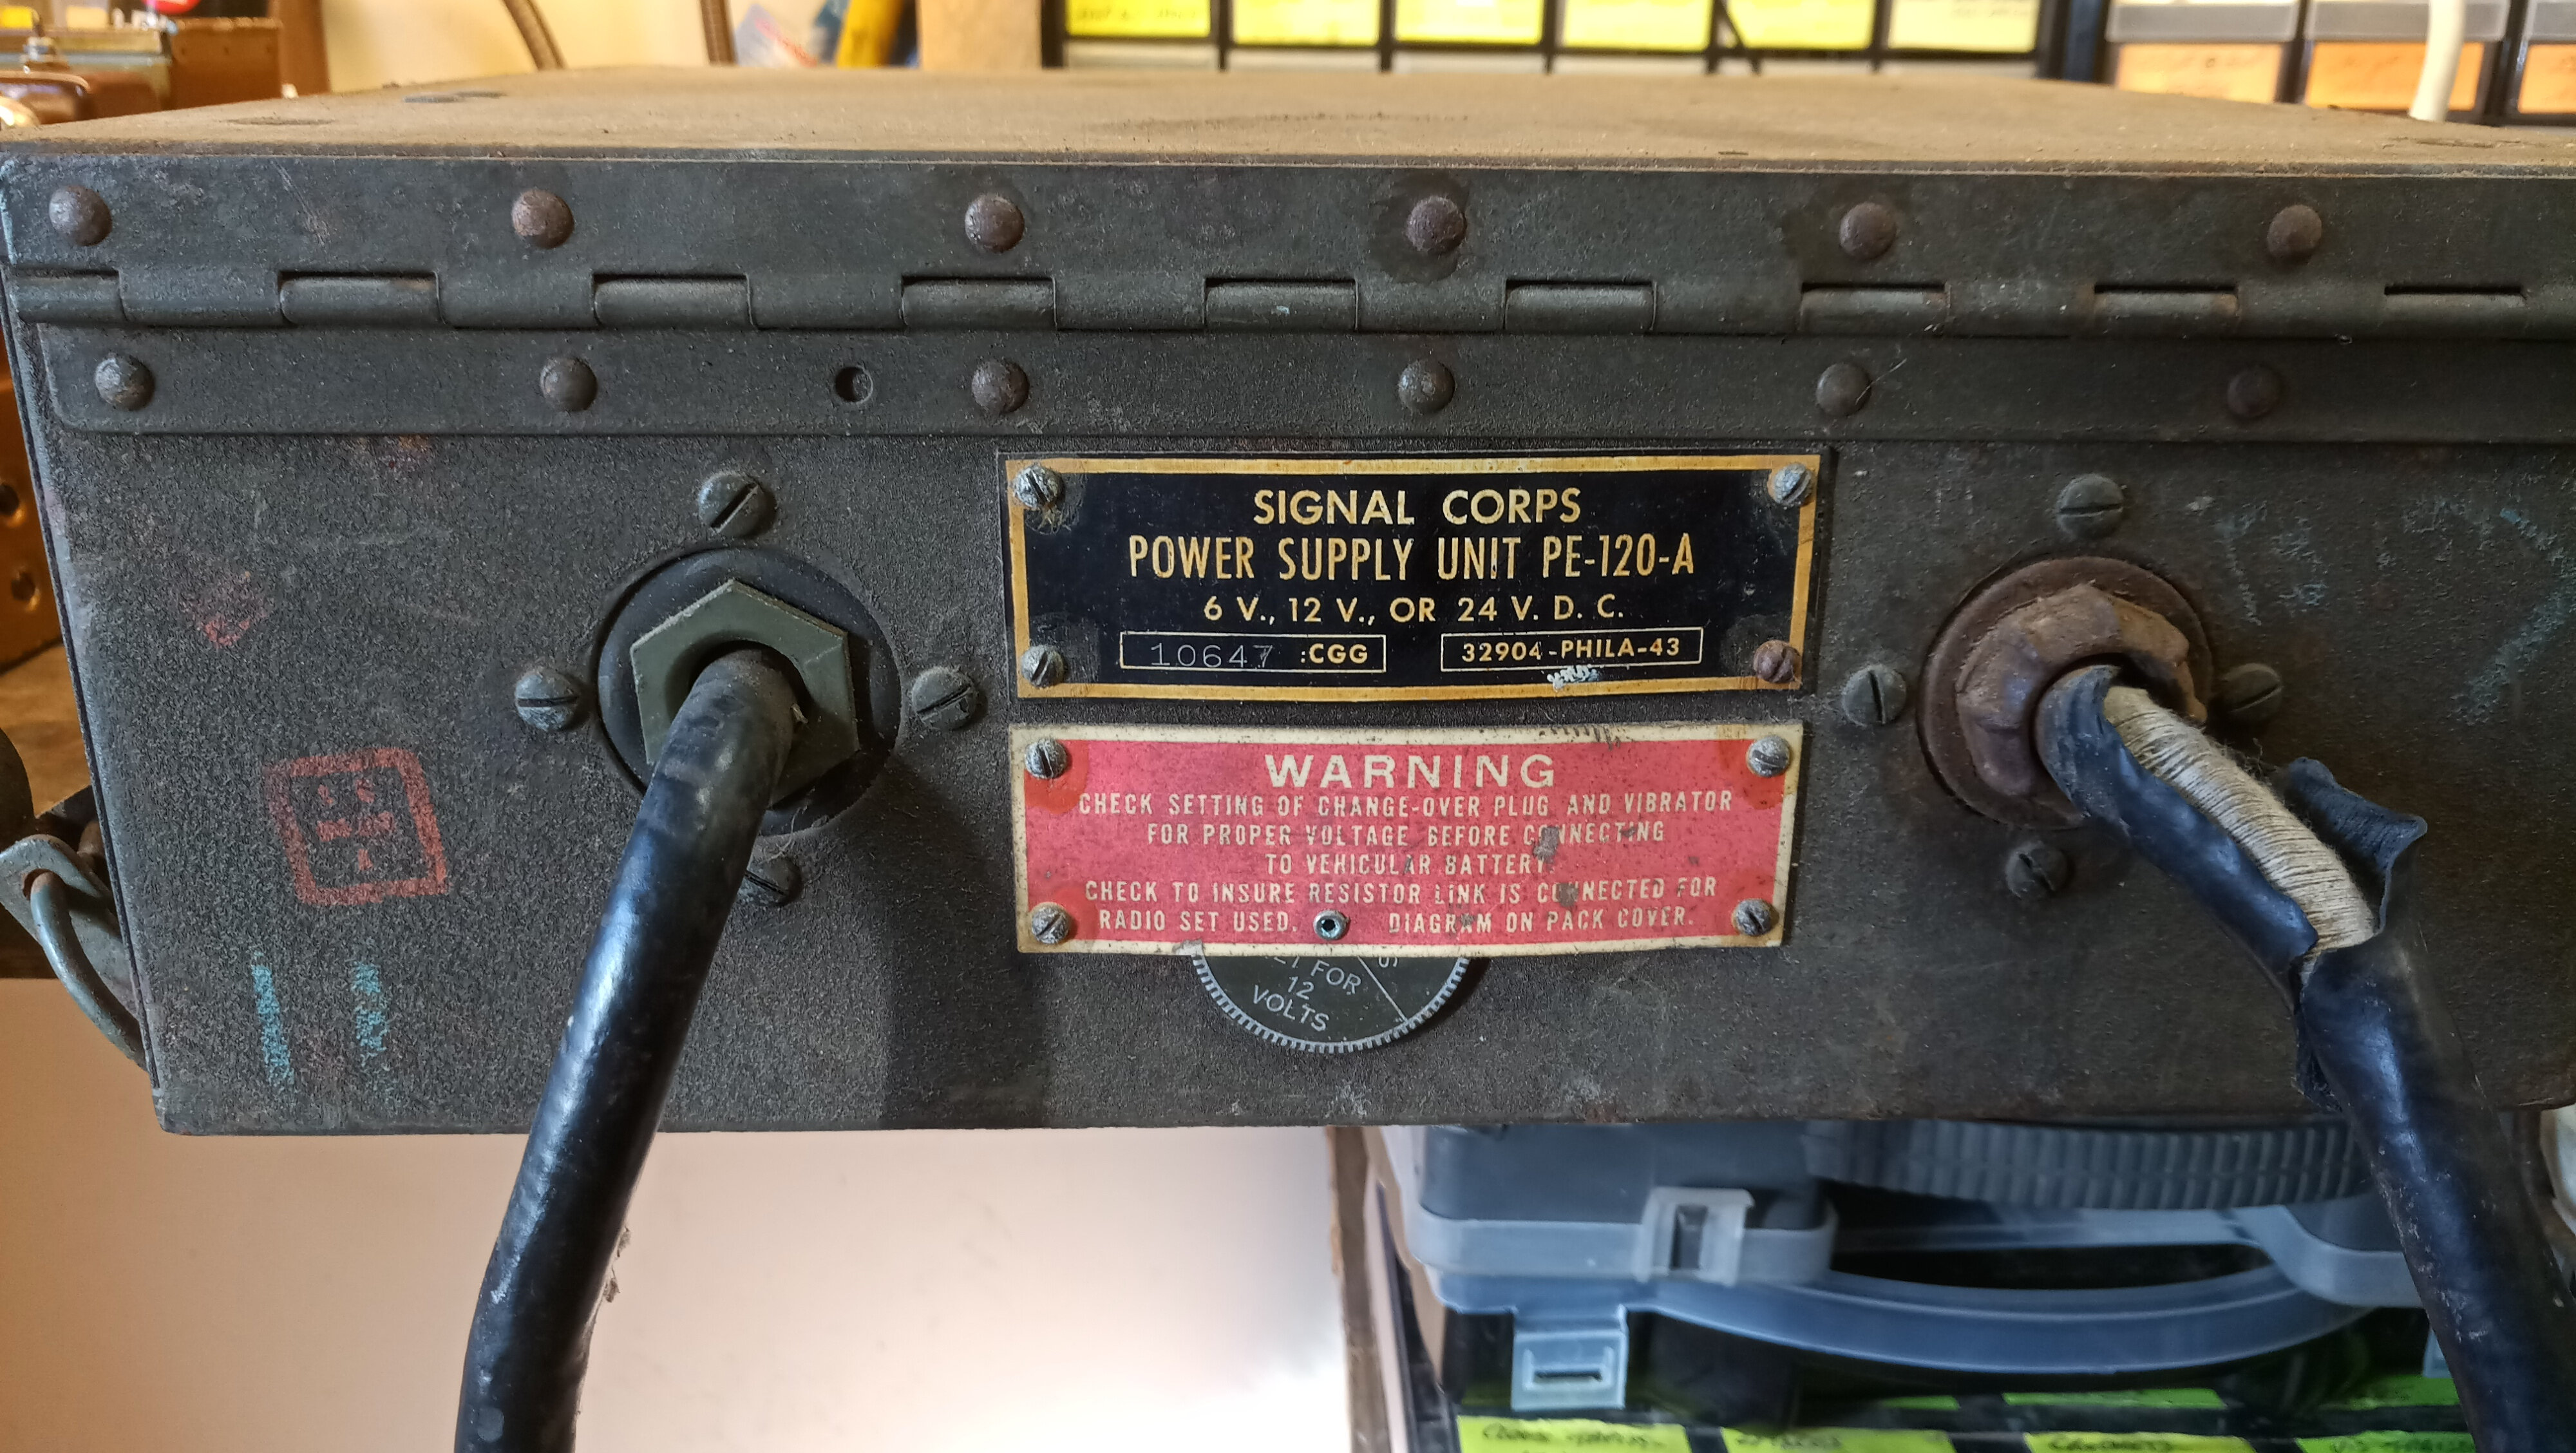 SIGNAL CORPS
POWER SUPPLY UNIT PE-120-A
6 V., 12 V., OR 24 V. D. C.
10647 :CGG 32904-PHILA-43
WARNING
CHECK SETTING OF CHANGE-OVER PLUG AND VIBRATOR
FOR PROPER VOLTAGE BEFORE CONNECTING
TO VEHICULAR BATTERY.
CHECK TO INSURE RESISTOR LINK IS CONNECTED FOR
RADIO SET USED. DIAGRAM ON PACK COVER.
FOR
12
VOLTS